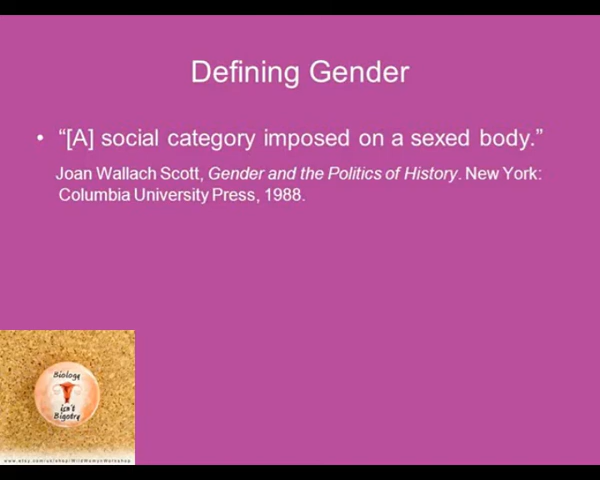 Defining Gender
• “[A] social category imposed on a sexed body.”
Joan Wallach Scott, Gender and the Politics of History. New York:
Columbia University Press, 1988.
Biology
isn't
Bigotry